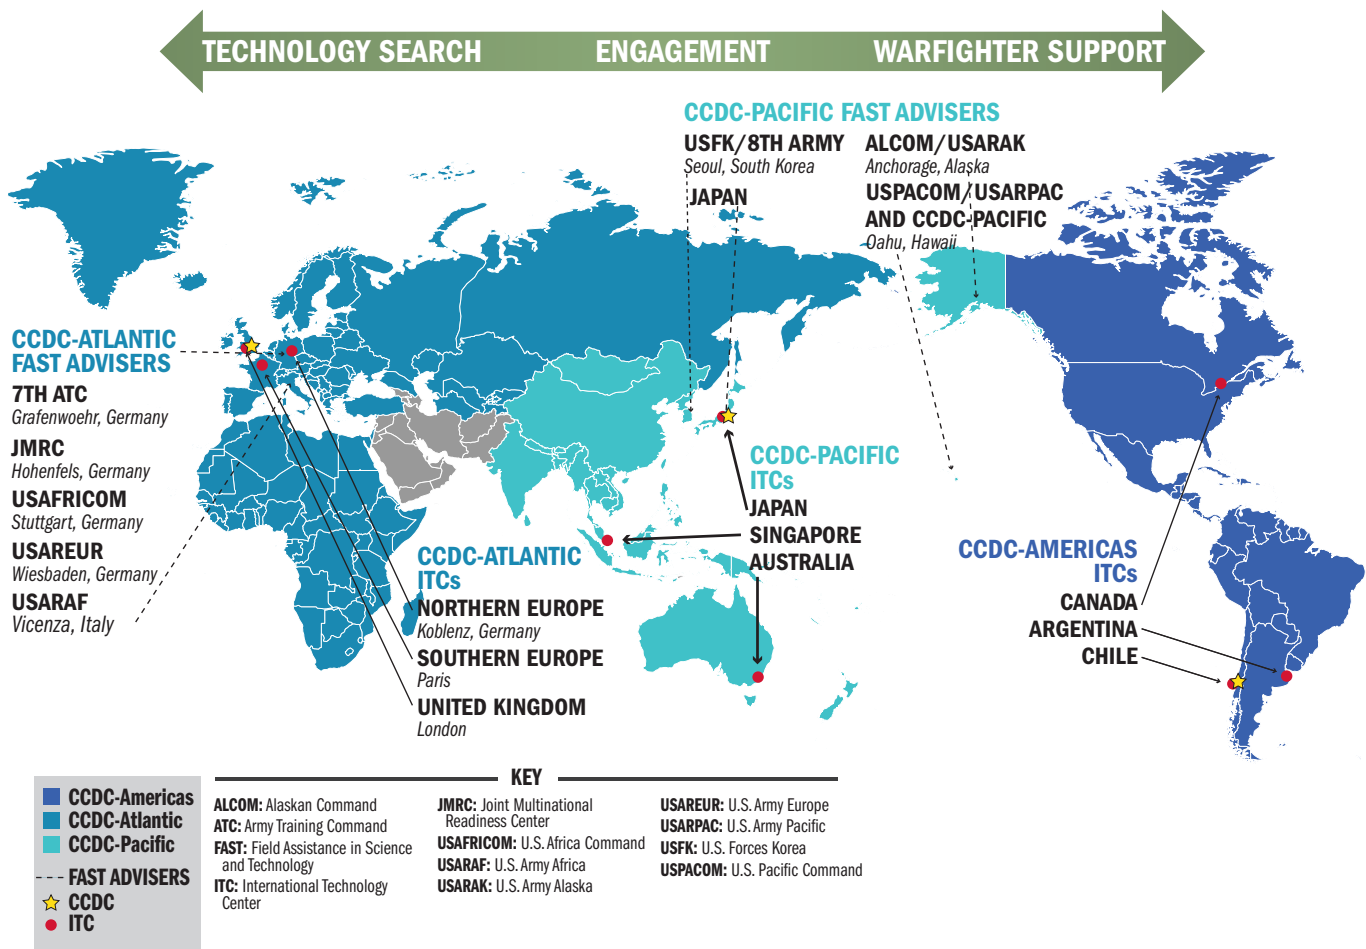 TECHNOLOGY SEARCH
ENGAGEMENT
WARFIGHTER SUPPORT
CCDC-PACIFIC FAST ADVISERS
USFK/8TH ARMY
Seoul, South Korea
JAPAN
ALCOM/USARAK
Anchorage, Alaska
USPACOM/USARPAC
AND CCDC-PACIFIC
Oahu, Hawaii
CCDC-ATLANTIC
FAST ADVISERS
7TH ATC
Grafenwoehr, Germany
JMRC
Hohenfels, Germany
USAFRICOM
Stuttgart, Germany
USAREUR
Wiesbaden, Germany
USARAF
Vicenza, Italy
CCDC-ATLANTIC
ITCs
NORTHERN EUROPE
Koblenz, Germany
SOUTHERN EUROPE
Paris
UNITED KINGDOM
London
CCDC-PACIFIC
ITCs
JAPAN
SINGAPORE
AUSTRALIA
CCDC-AMERICAS
ITCs
CANADA
ARGENTINA
CHILE
CCDC-Americas
CCDC-Atlantic
CCDC-Pacific
FAST ADVISERS
CCDC
ITC
KEY
ALCOM: Alaskan Command
ATC: Army Training Command
FAST: Field Assistance in Science
and Technology
ITC: International Technology
Center
JMRC: Joint Multinational
Readiness Center
USAFRICOM: U.S. Africa Command
USARAF: U.S. Army Africa
USARAK: U.S. Army Alaska
USAREUR: U.S. Army Europe
USARPAC: U.S. Army Pacific
USFK: U.S. Forces Korea
USPACOM: U.S. Pacific Command